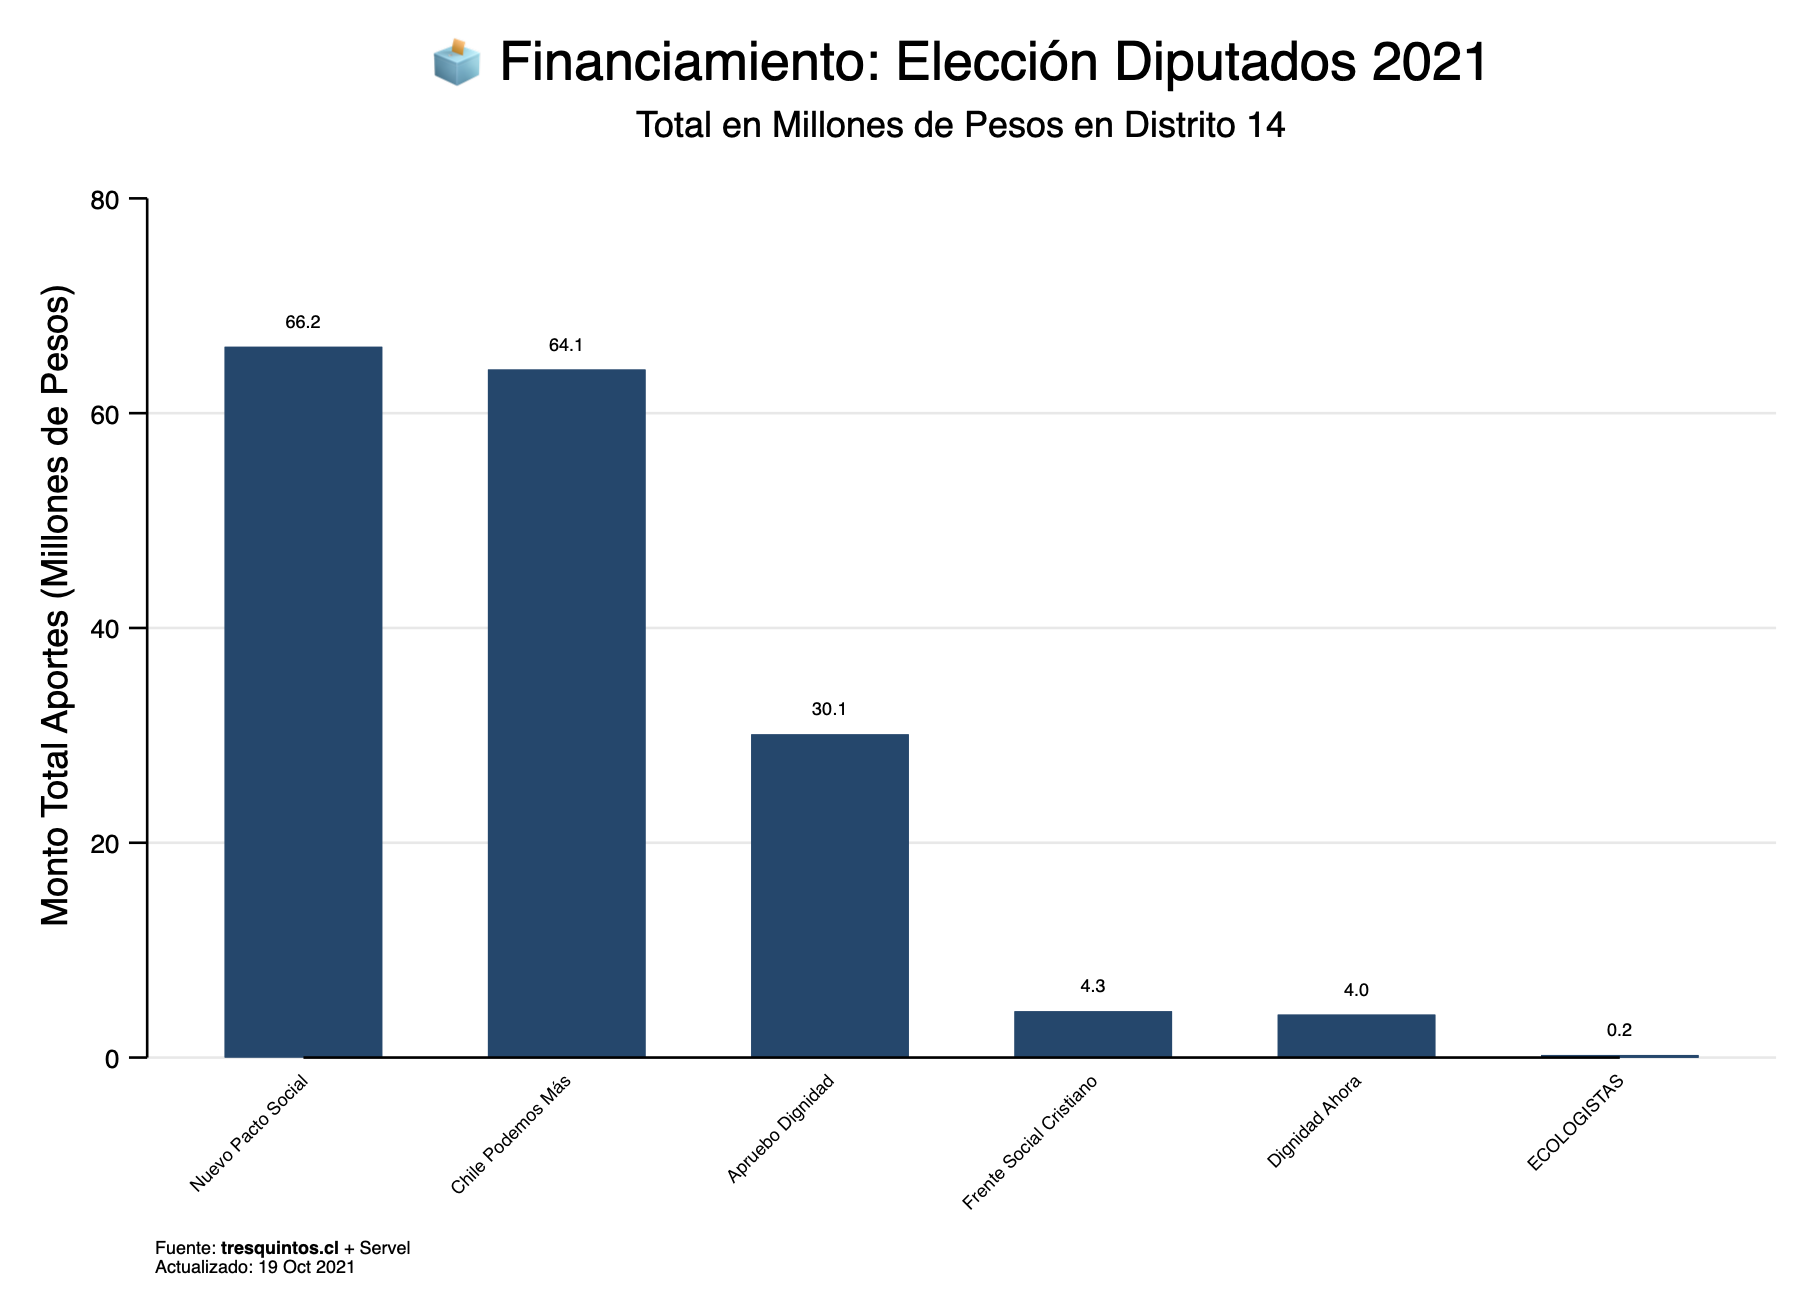 Financiamiento: Elección Diputados 2021
Total en Millones de Pesos en Distrito 14
Monto Total Aportes (Millones de Pesos)
80
60
40
20
0
66.2
64.1
30.1
4.3
4.0
0.2
Nuevo Pacto Social
Chile Podemos Más
Apruebo Dignidad
Frente Social Cristiano
Dignidad Ahora
ECOLOGISTAS
Fuente: tresquintos.cl + Servel
Actualizado: 19 Oct 2021